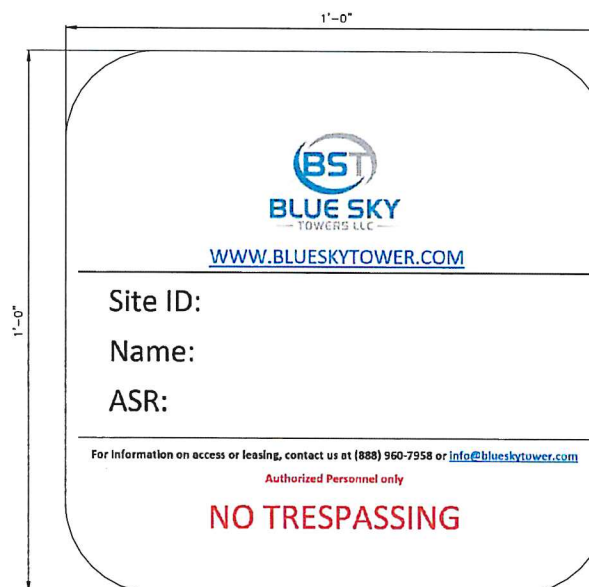 1'-0"
1'-0"
BST
BLUE SKY
TOWERS LLC
WWW.BLUESKYTOWER.COM
Site ID:
Name:
ASR:
For information on access or leasing, contact us at (888) 960-7958 or info@blueskytower.com
Authorized Personnel only
NO TRESPASSING